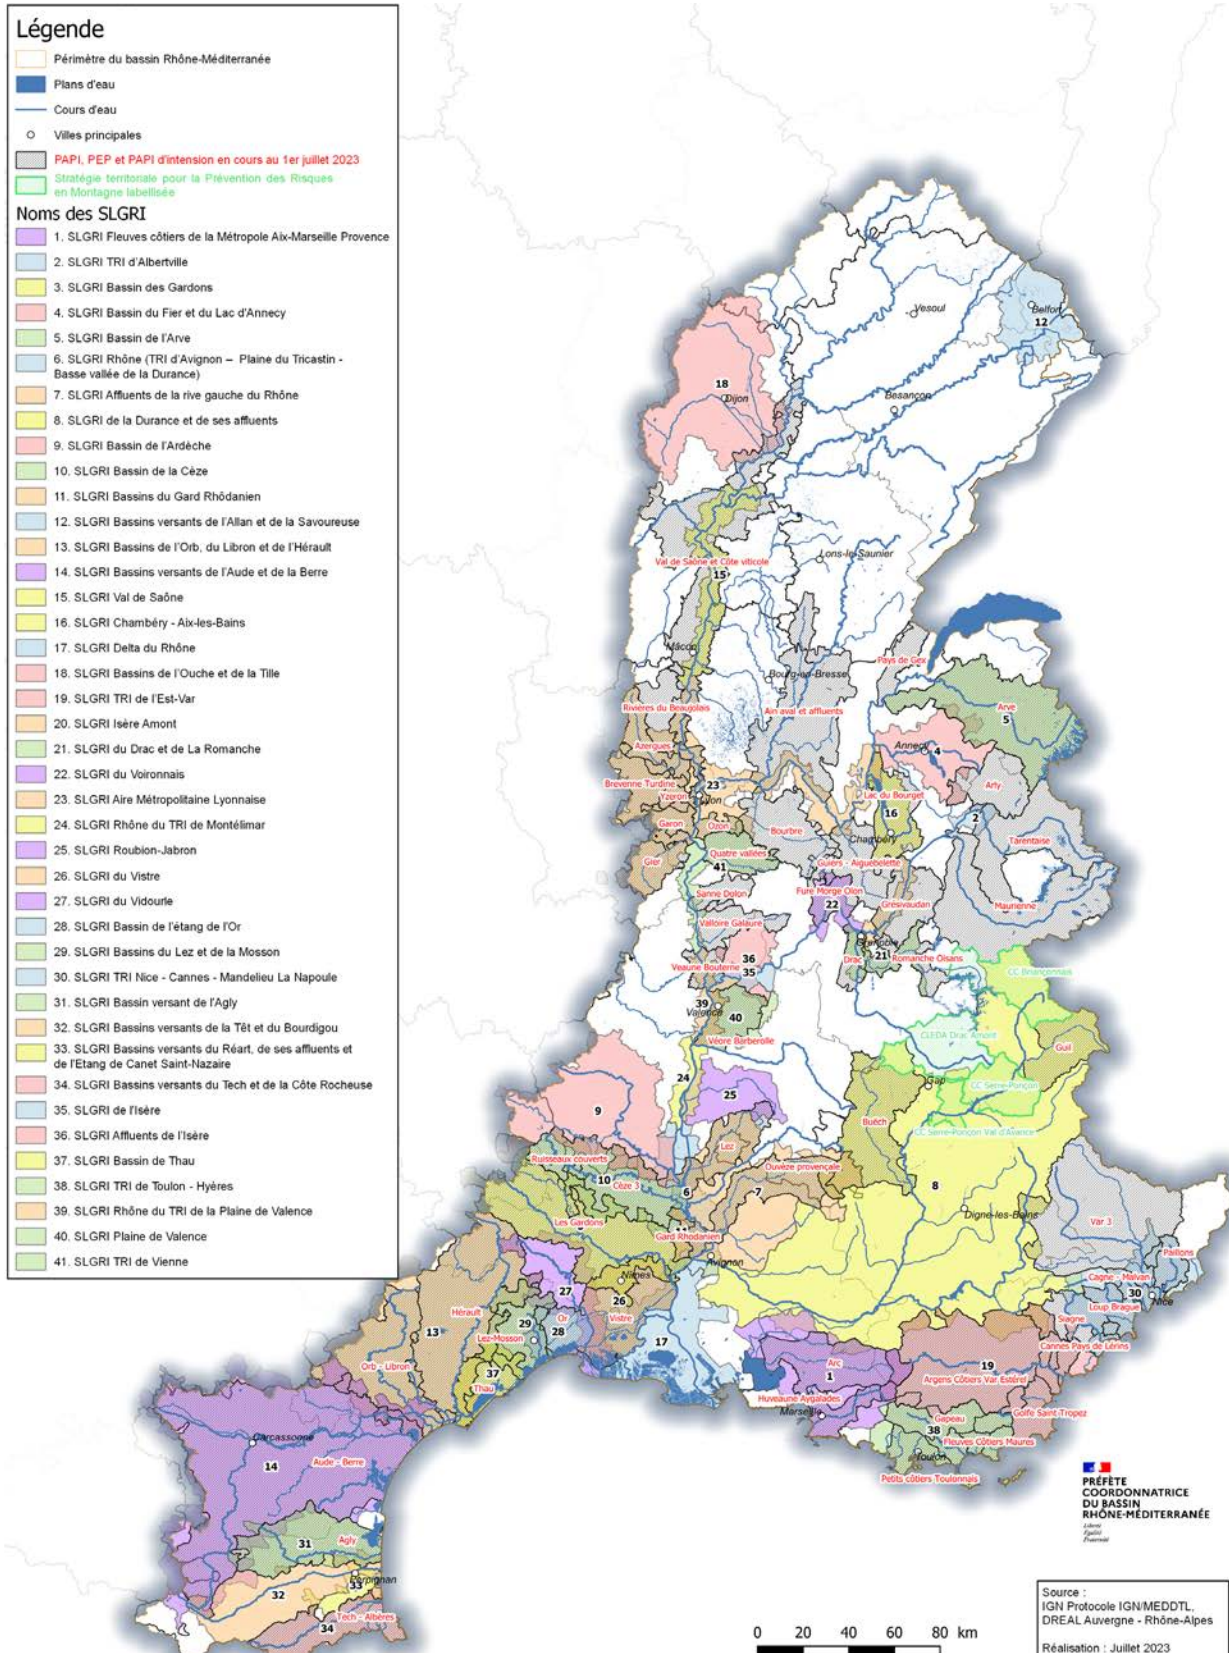 Légende
Périmètre du bassin Rhône-Méditerranée
Plans d'eau
Cours d'eau
Villes principales
PAPI, PEP et PAPI d'intension en cours au 1er juillet 2023
Stratégie territoriale pour la Prévention des Risques
en Montagne labellisée
Noms des SLGRI
1. SLGRI Fleuves côtiers de la Métropole Aix-Marseille Provence
2. SLGRI TRI d'Albertville
3. SLGRI Bassin des Gardons
4. SLGRI Bassin du Fier et du Lac d'Annecy
5. SLGRI Bassin de l'Arve
6. SLGRI Rhône (TRI d'Avignon – Plaine du Tricastin -
Basse vallée de la Durance)
7. SLGRI Affluents de la rive gauche du Rhône
8. SLGRI de la Durance et de ses affluents
9. SLGRI Bassin de l'Ardèche
10. SLGRI Bassin de la Cèze
11. SLGRI Bassins du Gard Rhôdanien
12. SLGRI Bassins versants de l'Allan et de la Savoureuse
13. SLGRI Bassins de l'Orb, du Libron et de l'Hérault
14. SLGRI Bassins versants de l'Aude et de la Berre
15. SLGRI Val de Saône
16. SLGRI Chambéry - Aix-les-Bains
17. SLGRI Delta du Rhône
18. SLGRI Bassins de l'Ouche et de la Tille
19. SLGRI TRI de l'Est-Var
20. SLGRI Isère Amont
21. SLGRI du Drac et de La Romanche
22. SLGRI du Voironnais
23. SLGRI Aire Métropolitaine Lyonnaise
24. SLGRI Rhône du TRI de Montélimar
25. SLGRI Roubion-Jabron
26. SLGRI du Vistre
27. SLGRI du Vidourle
28. SLGRI Bassin de l'étang de l'Or
29. SLGRI Bassins du Lez et de la Mosson
30. SLGRI TRI Nice - Cannes - Mandelieu La Napoule
31. SLGRI Bassin versant de l'Agly
32. SLGRI Bassins versants de la Têt et du Bourdigou
33. SLGRI Bassins versants du Réart, de ses affluents et
de l'Etang de Canet Saint-Nazaire
34. SLGRI Bassins versants du Tech et de la Côte Rocheuse
35. SLGRI de l'Isère
36. SLGRI Affluents de l'Isère
37. SLGRI Bassin de Thau
38. SLGRI TRI de Toulon - Hyères
39. SLGRI Rhône du TRI de la Plaine de Valence
40. SLGRI Plaine de Valence
41. SLGRI TRI de Vienne
Vesoul
Belfort
12
18
Dijon
Besançon
Lons-le-Saunier
Val de Saône et Côte viticole
15
Mâcon
Pays de Gex
Bourg-en-Bresse
Rivières du Beaujolais
Ain aval et affluents
Arve
5
Azergues
Annecy
4
Brevenne Turdine
23
Lac du Bourget
Arly
Yzeron
Lyon
16
2
Garon
Ozon
Bourbre
Chambéry
Tarentaise
Gier
Quatre vallées
41
Guiers - Aiguebelette
Sanne Dolon
Fure Morge Olon
22
Grésivaudan
Maurienne
Valloire Galaure
Grenoble
36
Drac
21
Romanche Oisans
Veaune Bouterne
35
CC Briançonnais
39
Valence
40
CLEDA Drac Amont
Véore Barberolle
Guil
24
25
Gap
CC Serre-Ponçon
9
Buëch
CC Serre-Ponçon Val d'Avance
Lez
Ruisseaux couverts
Ouvèze provençale
10
Cèze 3
6
7
8
Les Gardons
Digne-les-Bains
Var 3
11
Gard Rhodanien
Avignon
Paillons
Nîmes
Cagne - Malvan
27
26
30
Nice
Hérault
Or
Vistre
Loup Brague
29
28
Siagne
13
Lez-Mosson
17
Cannes Pays de Lérins
Orb - Libron
37
Arc
1
19
Thau
Argens Côtiers Var Estérel
Huveaune Aygalades
Marseille
Golfe Saint-Tropez
Gapeau
38
Fleuves Côtiers Maures
Carcassonne
Toulon
14
Aude - Berre
Petits côtiers Toulonnais
31
Agly
Perpignan
33
32
Tech - Albères
34
PRÉFÈTE
COORDONNATRICE
DU BASSIN
RHÔNE-MÉDITERRANÉE
Liberté
Égalité
Fraternité
0 20 40 60 80 km
Source :
IGN Protocole IGN/MEDDTL,
DREAL Auvergne - Rhône-Alpes
Réalisation : Juillet 2023